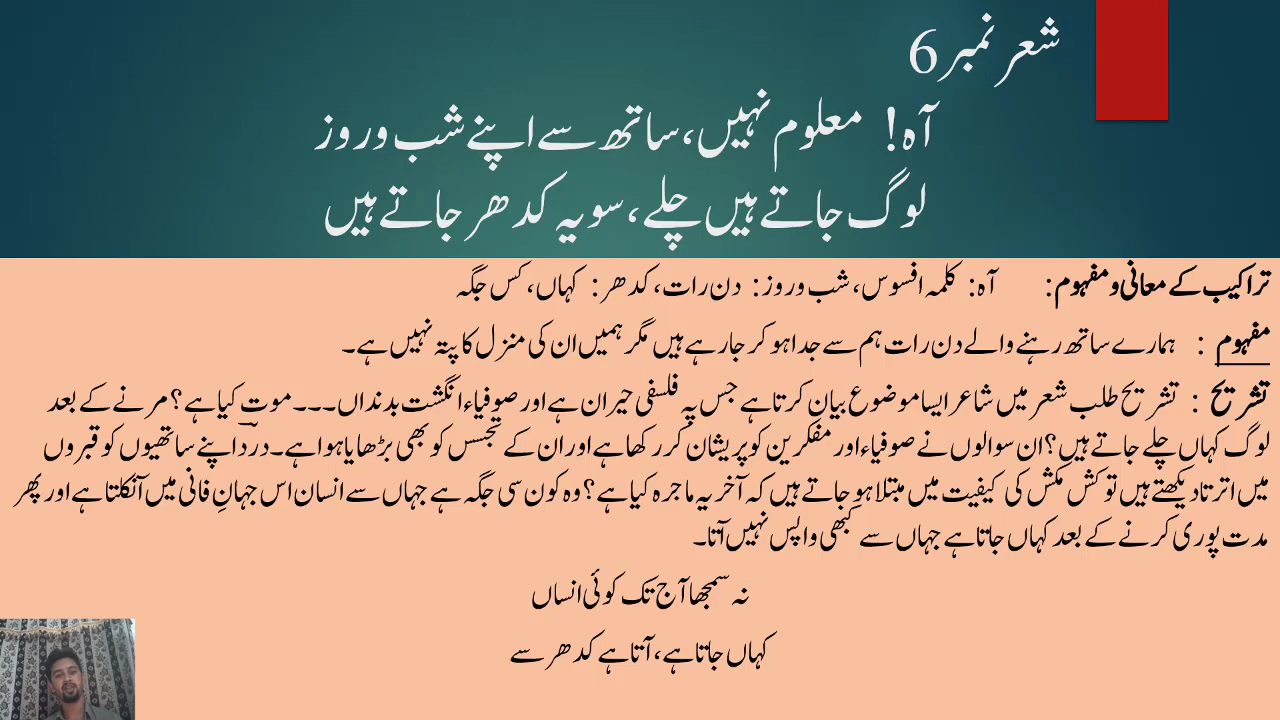 شعر نمبر 6
آہ! معلوم نہیں، ساتھ سے اپنے شب و روز
لوگ جاتے ہیں چلے، سو یہ کدھر جاتے ہیں
تراکیب کے معانی و مفہوم: آہ: کلمہ افسوس، شب و روز: دن رات، کدھر: کہاں، کس جگہ
مفہوم : ہمارے ساتھ رہنے والے دن رات ہم سے جدا ہو کر جا رہے ہیں مگر ہمیں ان کی منزل کا پتہ نہیں ہے۔
تشریح : تشریح طلب شعر میں شاعر ایسا موضوع بیان کرتا ہے جس پہ فلسفی حیران ہے اور صوفیاء انگشت بدنداں۔۔۔موت کیا ہے؟ مرنے کے بعد
لوگ کہاں چلے جاتے ہیں؟ ان سوالوں نے صوفیاء اور مفکرین کو پریشان کر رکھا ہے اور ان کے تجسس کو بھی بڑھایا ہوا ہے۔ درد اپنے ساتھیوں کو قبروں
میں اترتا دیکھتے ہیں تو کش مکش کی کیفیت میں مبتلا ہو جاتے ہیں کہ آخر یہ ماجرہ کیا ہے؟ وہ کون سی جگہ ہے جہاں سے انسان اس جہانِ فانی میں آنکلتا ہے اور پھر
مدت پوری کرنے کے بعد کہاں جاتا ہے جہاں سے کبھی واپس نہیں آتا۔
نہ سمجھا آج تک کوئی انساں
کہاں جاتا ہے، آتا ہے کدھر سے